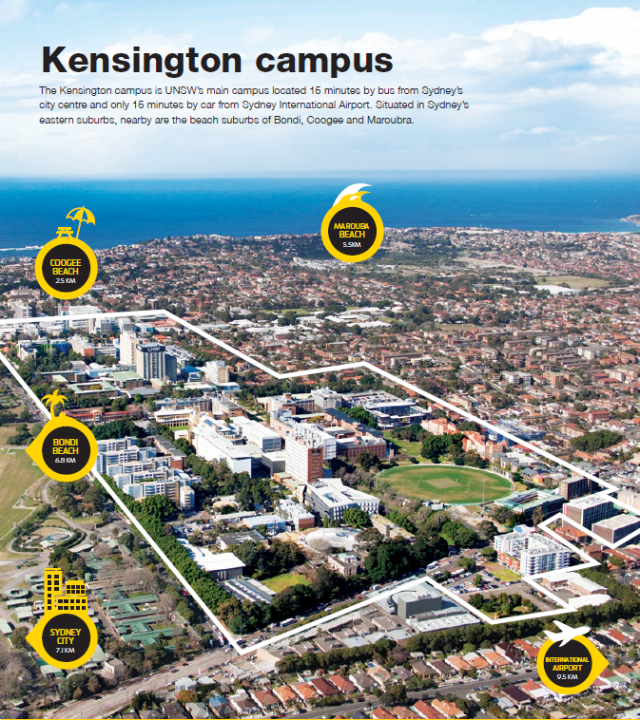 Kensington campus
The Kensington campus is UNSW's main campus located 15 minutes by bus from Sydney's
city centre and only 15 minutes by car from Sydney International Airport. Situated in Sydney's
eastern suburbs, nearby are the beach suburbs of Bondi, Coogee and Maroubra.
MAROUBA
BEACH
5.5KM
COOGEE
BEACH
2.5 KM
BONDI
BEACH
6.8 KM
SYDNEY
CITY
7.1 KM
INTERNATIONAL
AIRPORT
9.5 KM